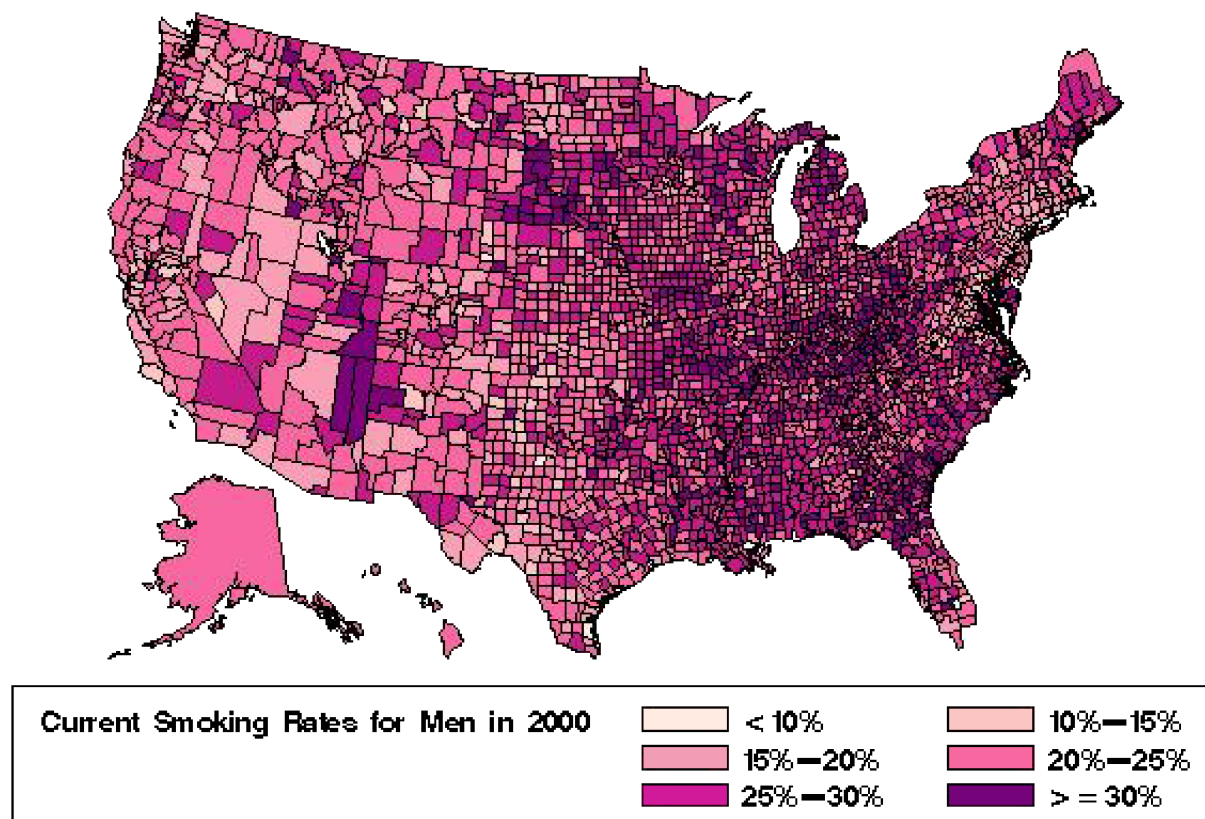 Current Smoking Rates for Men in 2000
< 10%
10%–15%
15%–20%
20%–25%
25%–30%
> = 30%